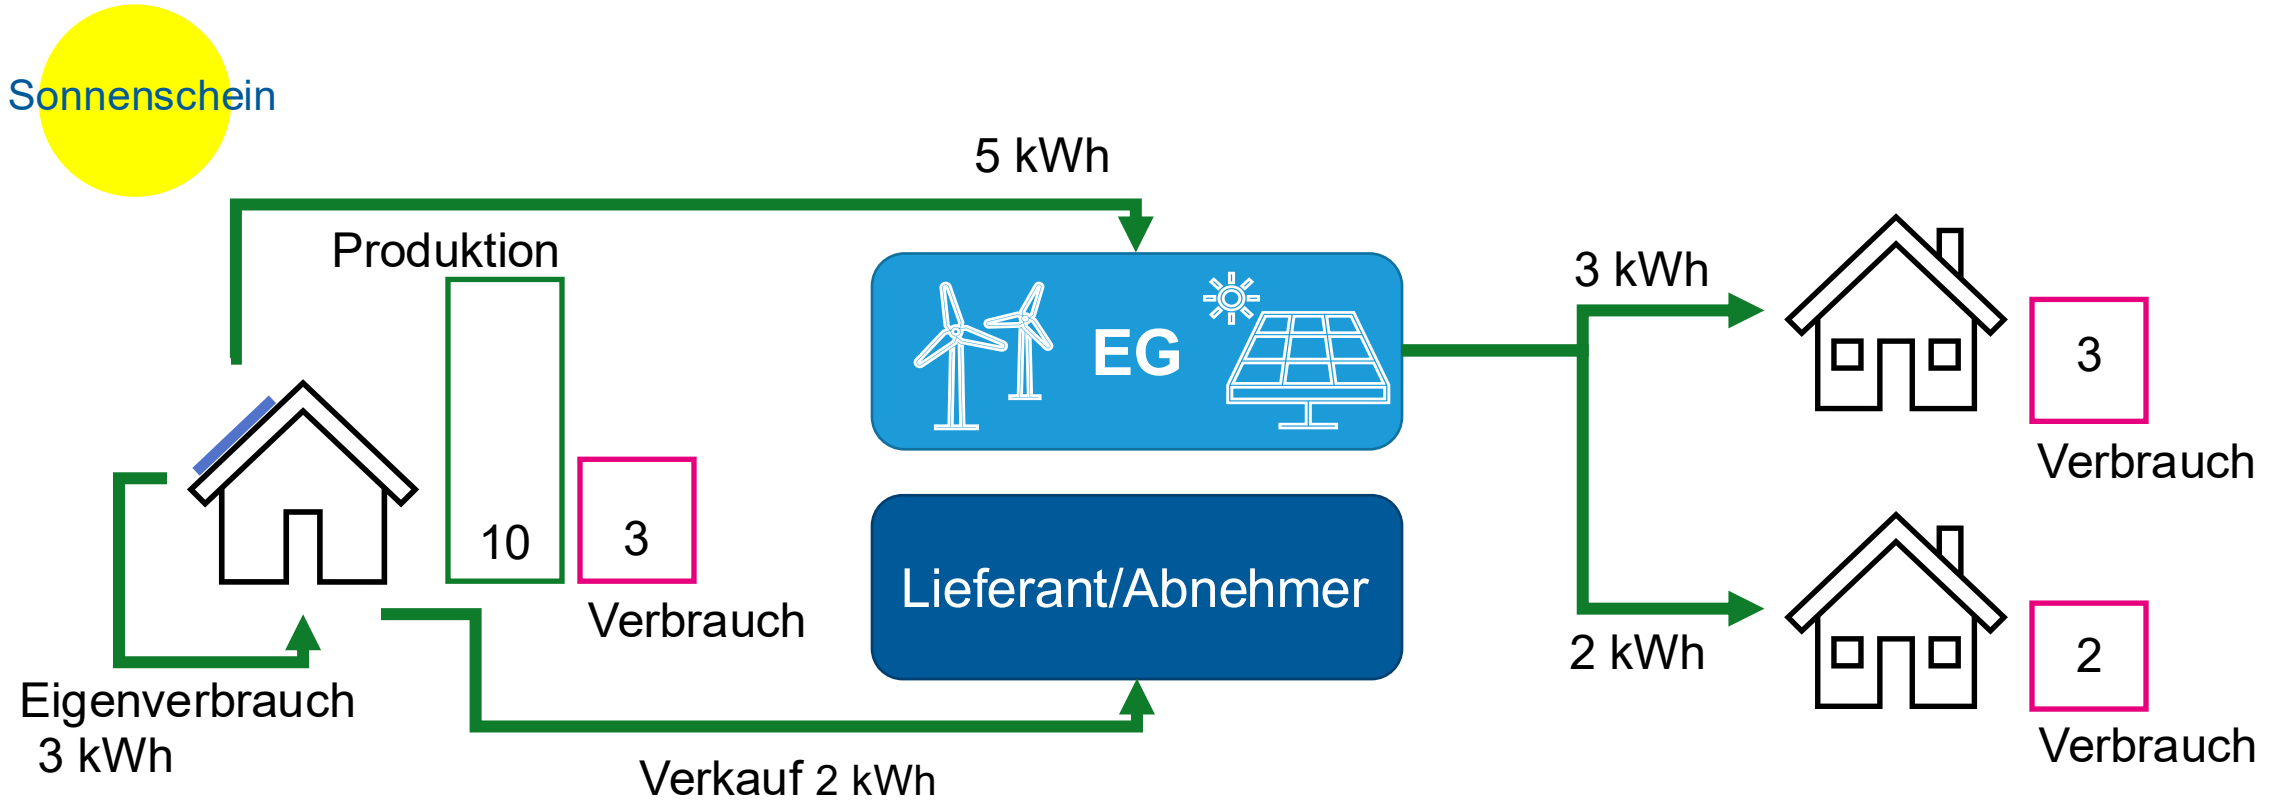 Sonnenschein
5 kWh
Produktion
3 kWh
EG
3
10
3
Verbrauch
Lieferant/Abnehmer
Verbrauch
2 kWh
2
Eigenverbrauch
3 kWh
Verbrauch
Verkauf 2 kWh